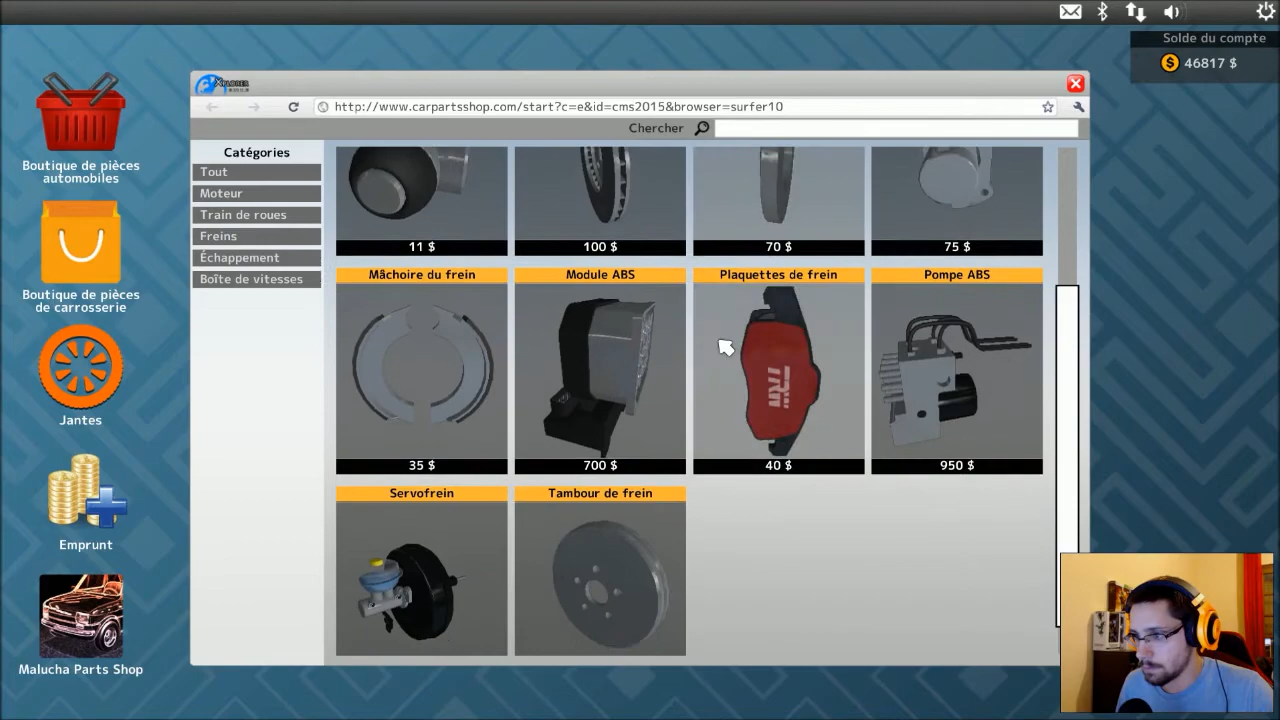 Solde du compte
46817 $
XPLORER
http://www.carpartsshop.com/start?c=e&id=cms2015&browser=surfer10
Chercher
Catégories
Tout
Moteur
Train de roues
Freins
Échappement
Boîte de vitesses
11 $
100 $
70 $
75 $
Mâchoire du frein
Module ABS
Plaquettes de frein
Pompe ABS
TRW
35 $
700 $
40 $
950 $
Servofrein
Tambour de frein
Boutique de pièces
automobiles
Boutique de pièces
de carrosserie
Jantes
Emprunt
Malucha Parts Shop